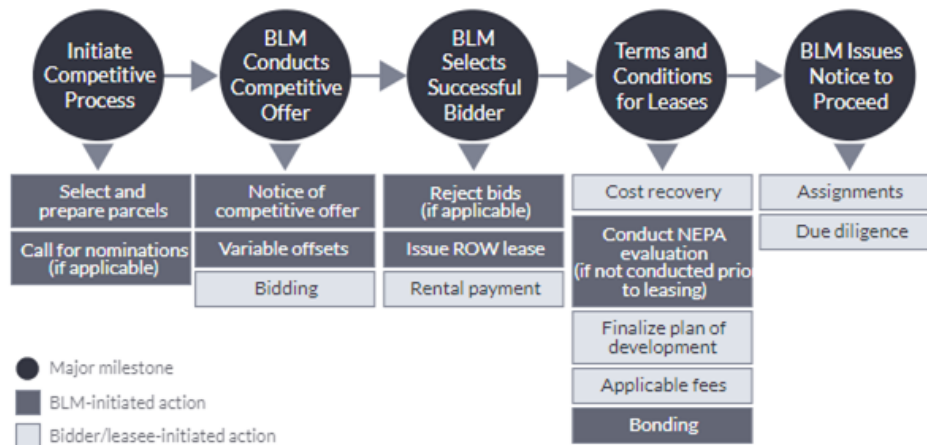 Initiate
Competitive
Process
BLM
Conducts
Competitive
Offer
BLM
Selects
Successful
Bidder
Terms and
Conditions
for Leases
BLM Issues
Notice to
Proceed
Select and
prepare parcels
Call for nominations
(if applicable)
Notice of
competitive offer
Variable offsets
Bidding
Reject bids
(if applicable)
Issue ROW lease
Rental payment
Cost recovery
Conduct NEPA
evaluation
(if not conducted prior
to leasing)
Finalize plan of
development
Applicable fees
Bonding
Assignments
Due diligence
Major milestone
BLM-initiated action
Bidder/leasee-initiated action